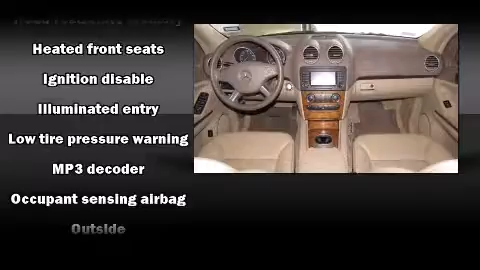 Heated front seats
Ignition disable
Illuminated entry
Low tire pressure warning
MP3 decoder
Occupant sensing airbag
Outside